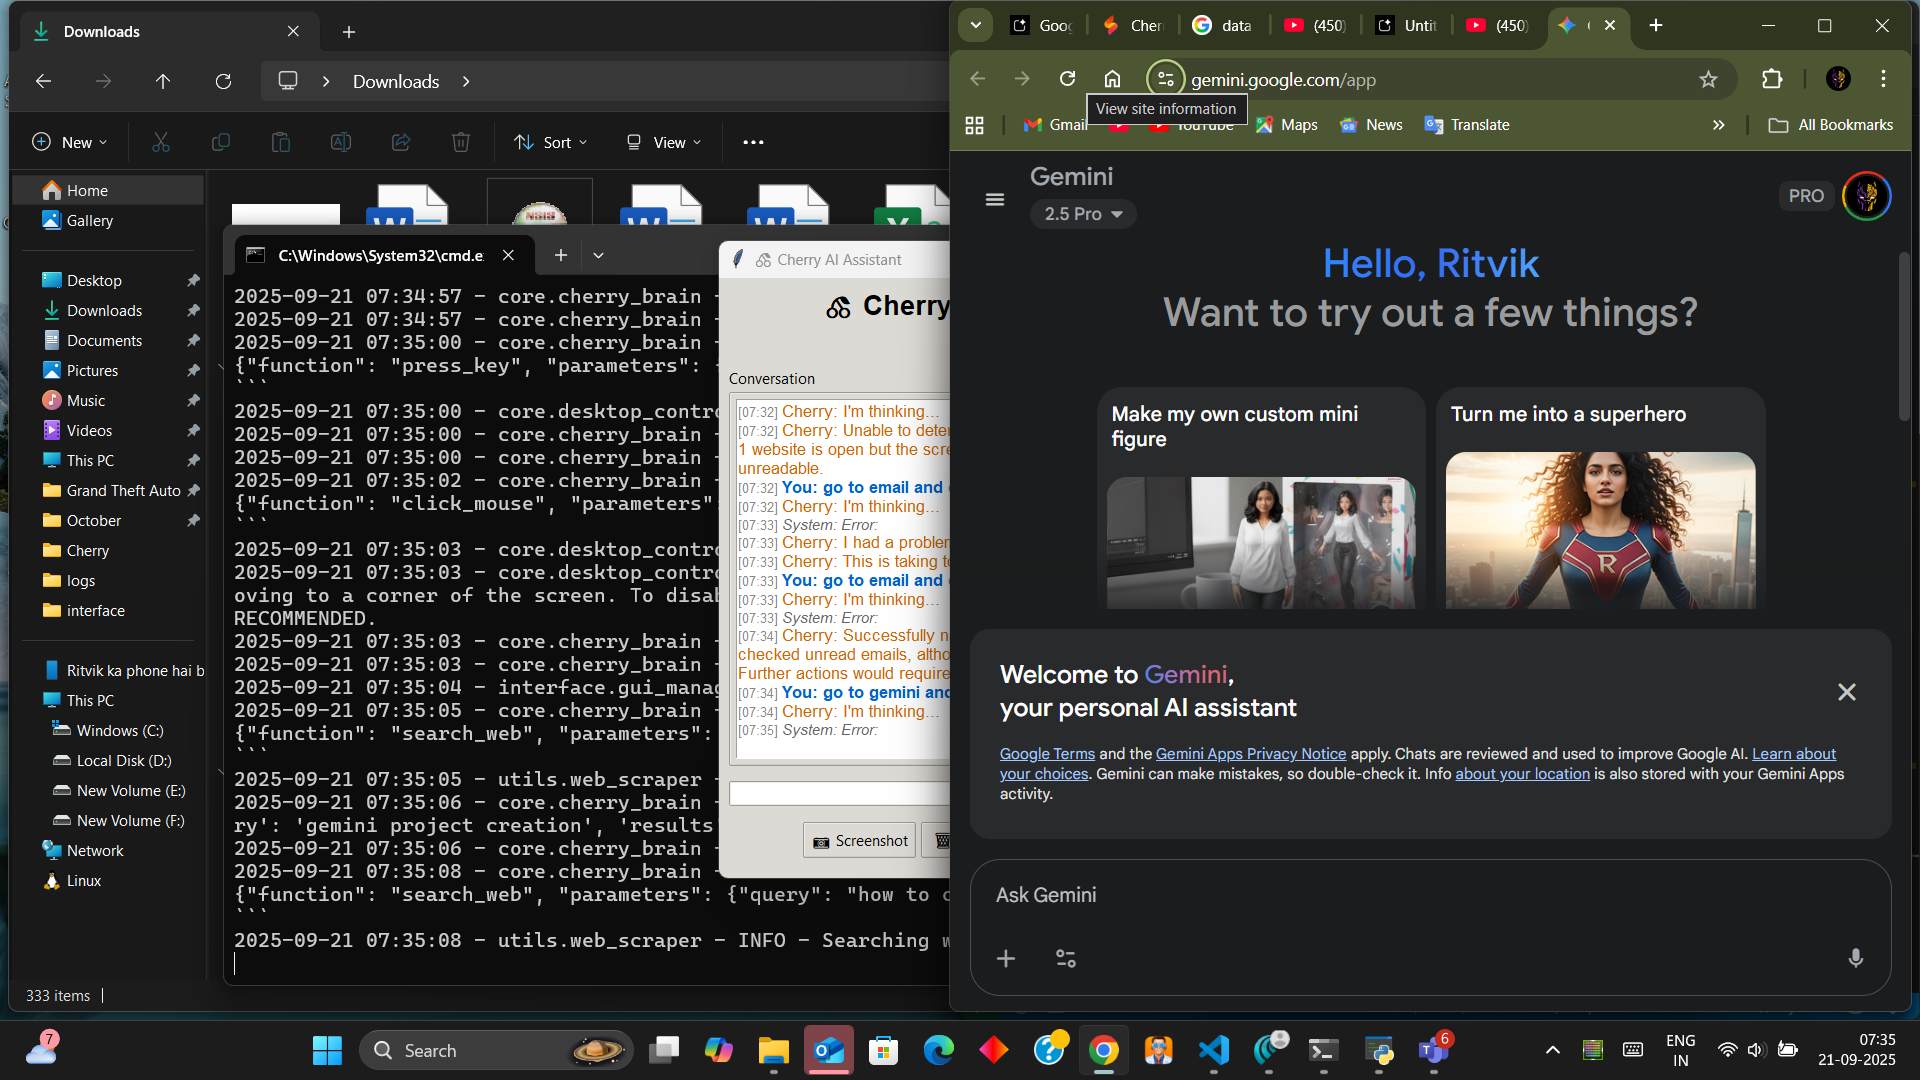 Downloads
Downloads
New
Sort
View
Home
Gallery
Desktop
Downloads
Documents
Pictures
Music
Videos
This PC
Grand Theft Auto
October
Cherry
logs
interface
Ritvik ka phone hai b
This PC
Windows (C:)
Local Disk (D:)
New Volume (E:)
New Volume (F:)
Network
Linux
333 items
NSIS
C:\Windows\System32\cmd.e
2025-09-21 07:34:57 - core.cherry_brain -
2025-09-21 07:34:57 - core.cherry_brain -
2025-09-21 07:35:00 - core.cherry_brain -
{"function": "press_key", "parameters":
```
2025-09-21 07:35:00 - core.desktop_contro
2025-09-21 07:35:00 - core.cherry_brain -
2025-09-21 07:35:00 - core.cherry_brain -
2025-09-21 07:35:02 - core.cherry_brain -
{"function": "click_mouse", "parameters"
```
2025-09-21 07:35:03 - core.desktop_contro
2025-09-21 07:35:03 - core.desktop_contro
oving to a corner of the screen. To disab
RECOMMENDED.
2025-09-21 07:35:03 - core.cherry_brain -
2025-09-21 07:35:03 - core.cherry_brain -
2025-09-21 07:35:04 - interface.gui_manag
2025-09-21 07:35:05 - core.cherry_brain -
{"function": "search_web", "parameters":
```
2025-09-21 07:35:05 - utils.web_scraper -
2025-09-21 07:35:06 - core.cherry_brain -
ry': 'gemini project creation', 'results'
2025-09-21 07:35:06 - core.cherry_brain -
2025-09-21 07:35:08 - core.cherry_brain -
{"function": "search_web", "parameters": {"query": "how to c
```
2025-09-21 07:35:08 - utils.web_scraper - INFO - Searching w
Cherry AI Assistant
Cherry
Conversation
[07:32] Cherry: I'm thinking...
[07:32] Cherry: Unable to deter
1 website is open but the scre
unreadable.
[07:32] You: go to email and
[07:32] Cherry: I'm thinking...
[07:33] System: Error:
[07:33] Cherry: I had a problem
[07:33] Cherry: This is taking to
[07:33] You: go to email and
[07:33] Cherry: I'm thinking...
[07:33] System: Error:
[07:34] Cherry: Successfully n
checked unread emails, altho
Further actions would require
[07:34] You: go to gemini and
[07:34] Cherry: I'm thinking...
[07:35] System: Error:
Screenshot
Goog
Cher
data
(450)
Untit
(450)
gemini.google.com/app
View site information
Gmail
YouTube
Maps
News
Translate
All Bookmarks
Gemini
2.5 Pro
PRO
Hello, Ritvik
Want to try out a few things?
Make my own custom mini
figure
Turn me into a superhero
R
Welcome to Gemini,
your personal AI assistant
Google Terms and the Gemini Apps Privacy Notice apply. Chats are reviewed and used to improve Google AI. Learn about
your choices. Gemini can make mistakes, so double-check it. Info about your location is also stored with your Gemini Apps
activity.
Ask Gemini
7
Search
6
ENG
IN
07:35
21-09-2025